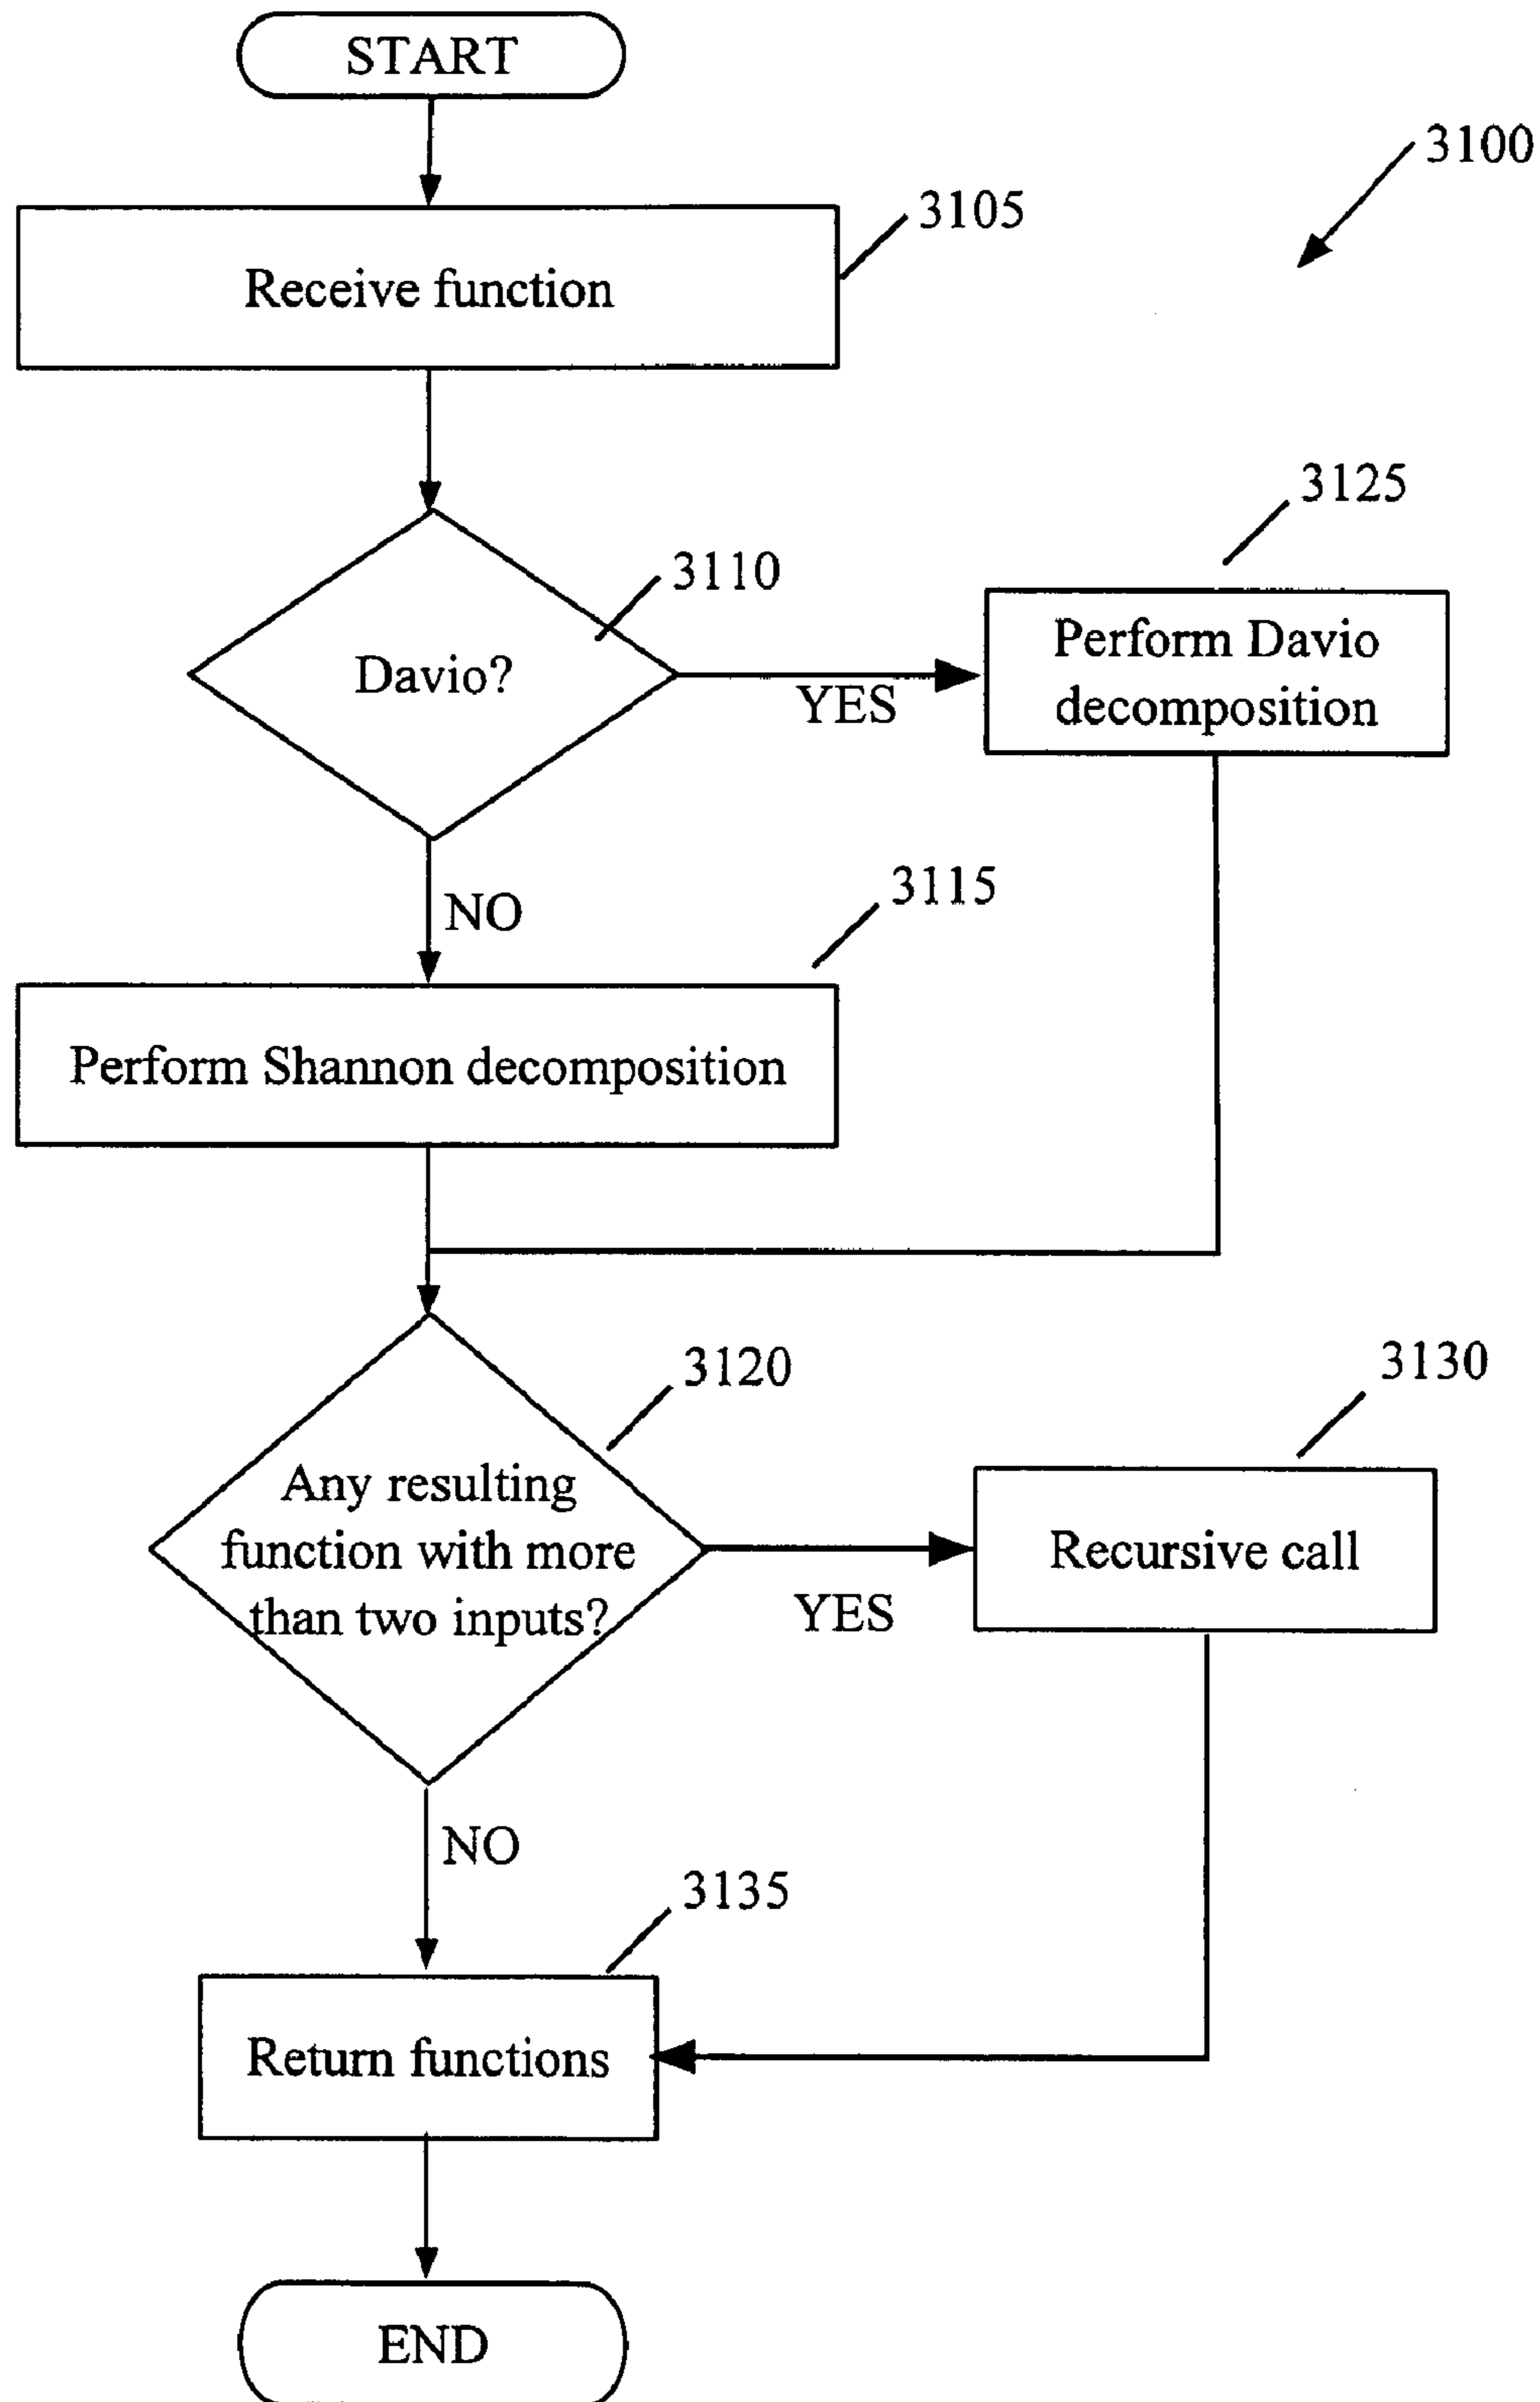 START
3100
3105
Receive function
3125
3110
Davio?
YES
Perform Davio
decomposition
NO
3115
Perform Shannon decomposition
3120
3130
Any resulting
function with more
than two inputs?
YES
Recursive call
NO
3135
Return functions
END